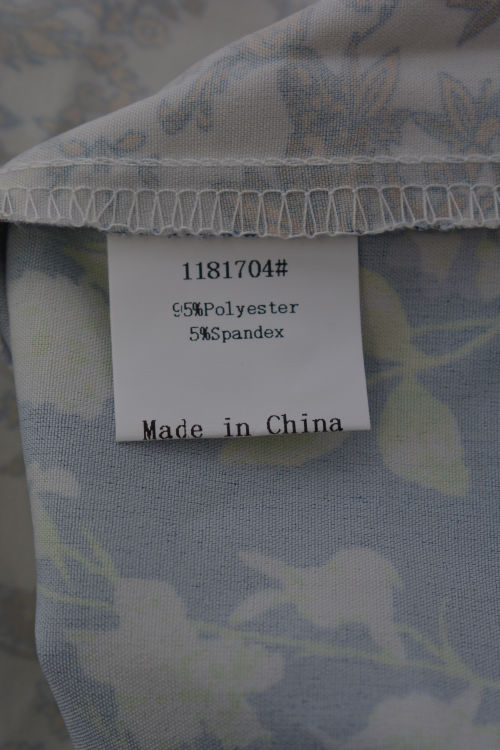 1181704#
95%Polyester
5%Spandex
Made in China